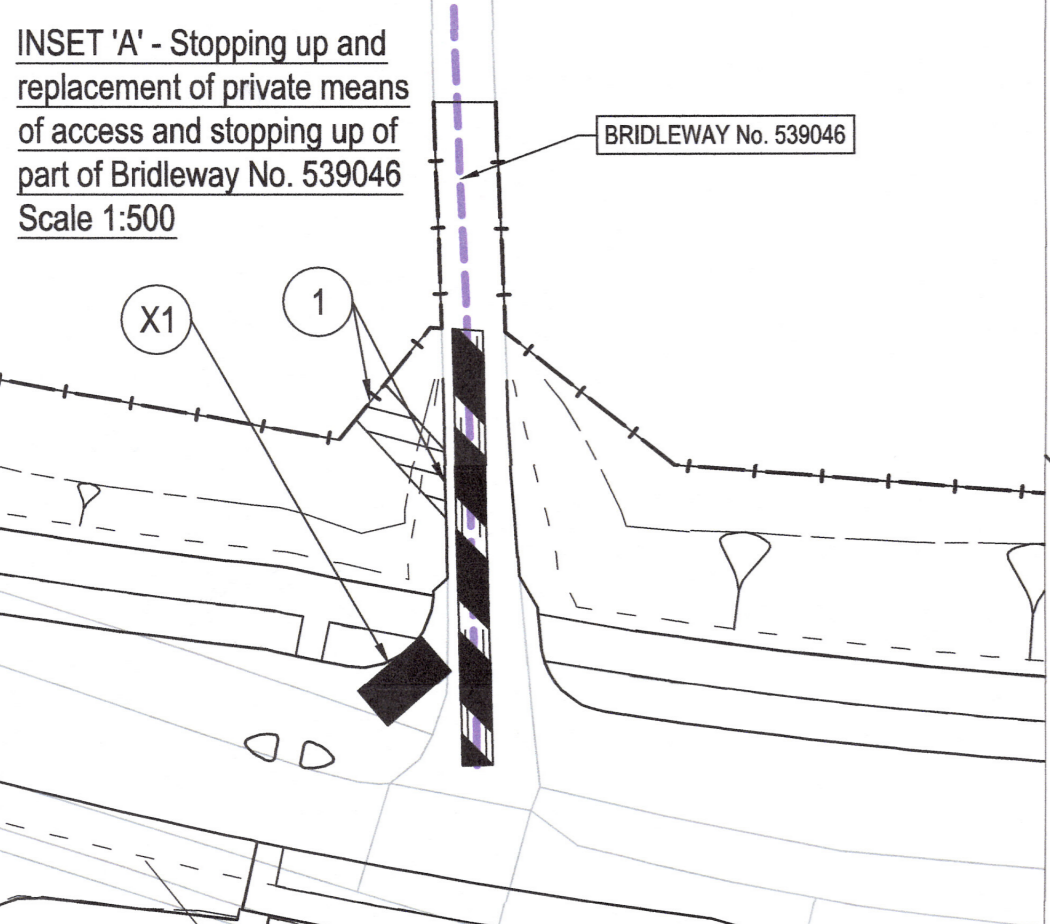 INSET 'A' - Stopping up and
replacement of private means
of access and stopping up of
part of Bridleway No. 539046
Scale 1:500
BRIDLEWAY No. 539046
X1
1